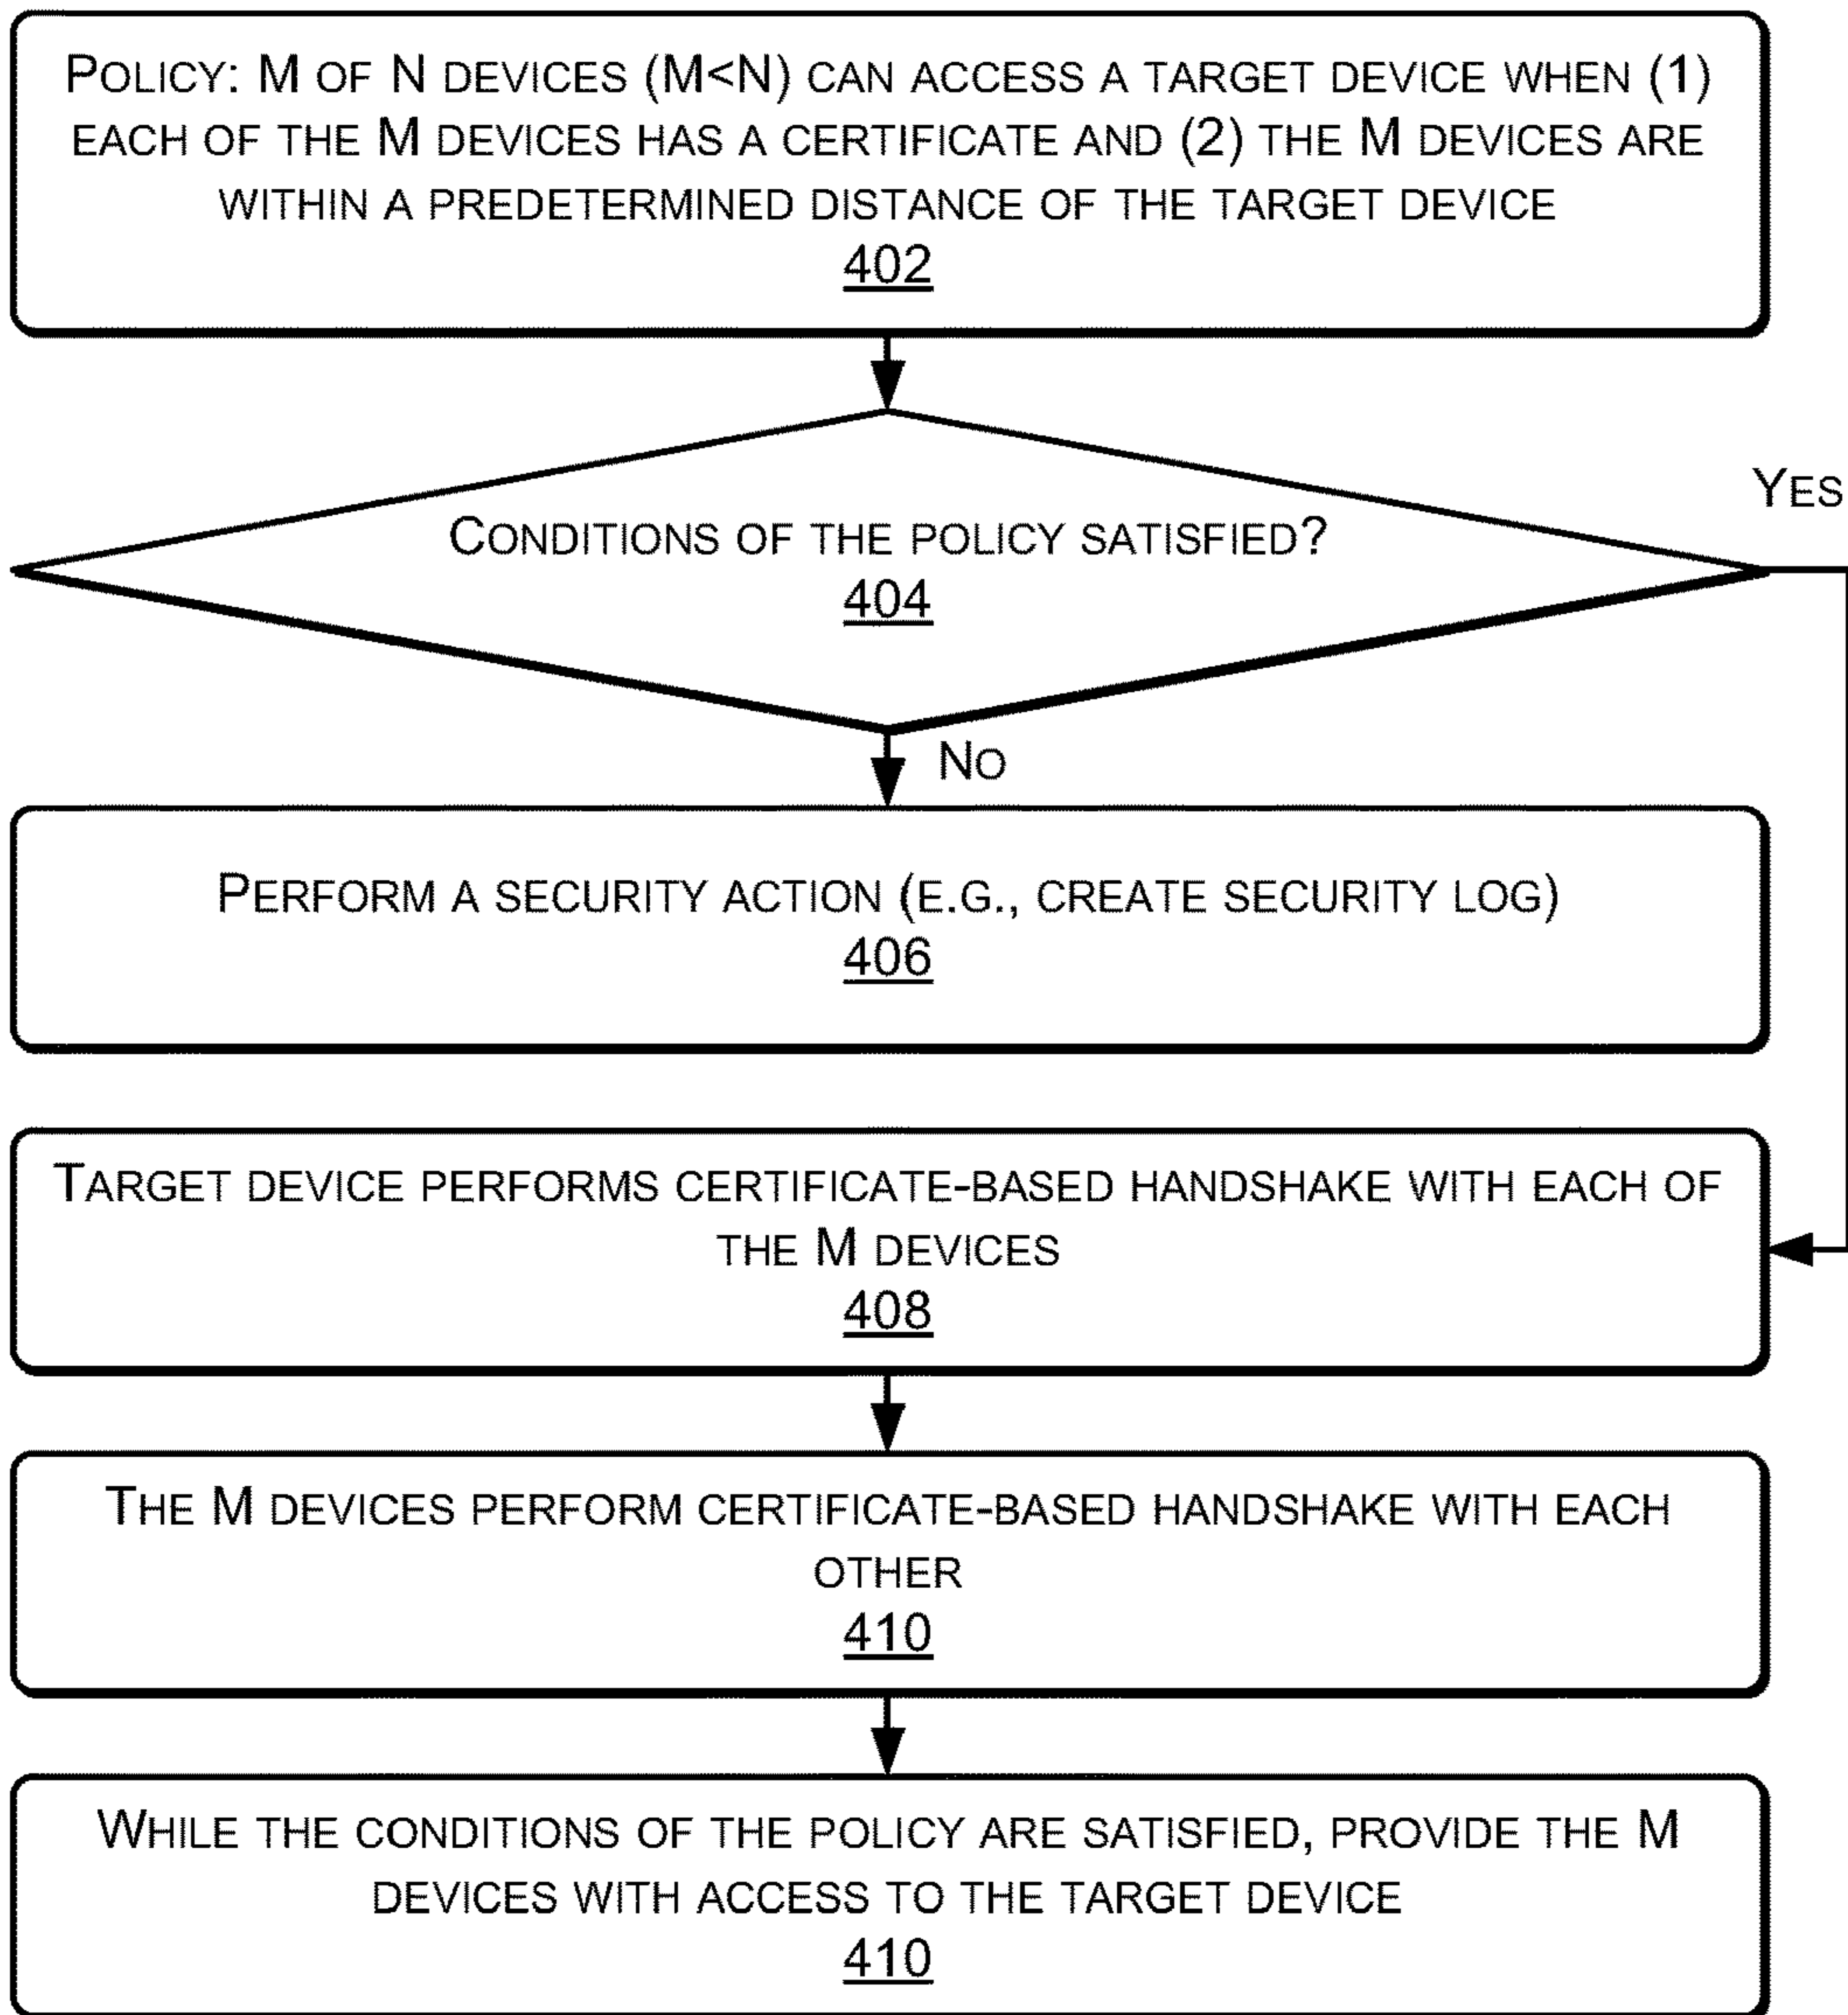 POLICY: M OF N DEVICES (M<N) CAN ACCESS A TARGET DEVICE WHEN (1)
EACH OF THE M DEVICES HAS A CERTIFICATE AND (2) THE M DEVICES ARE
WITHIN A PREDETERMINED DISTANCE OF THE TARGET DEVICE
402
YES
CONDITIONS OF THE POLICY SATISFIED?
404
NO
PERFORM A SECURITY ACTION (E.G., CREATE SECURITY LOG)
406
TARGET DEVICE PERFORMS CERTIFICATE-BASED HANDSHAKE WITH EACH OF
THE M DEVICES
408
THE M DEVICES PERFORM CERTIFICATE-BASED HANDSHAKE WITH EACH
OTHER
410
WHILE THE CONDITIONS OF THE POLICY ARE SATISFIED, PROVIDE THE M
DEVICES WITH ACCESS TO THE TARGET DEVICE
410